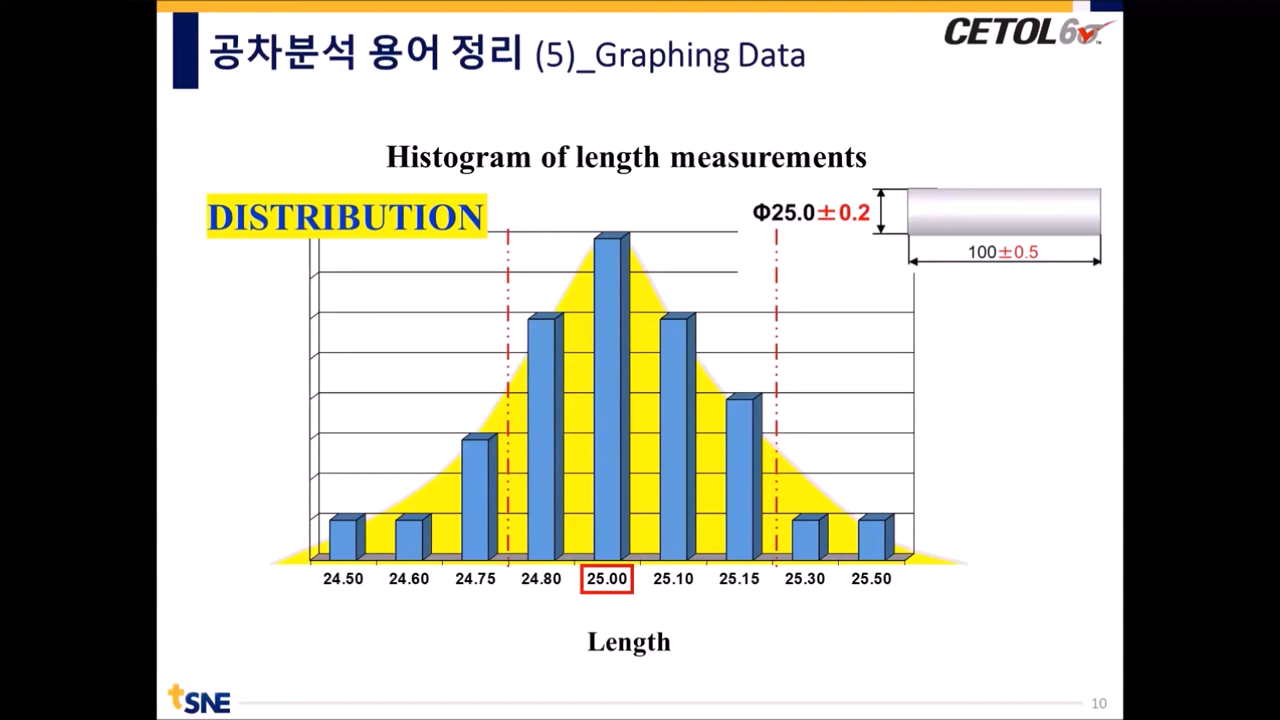 공차분석 용어 정리 (5)_Graphing Data
CETOL6σ
Histogram of length measurements
DISTRIBUTION
Φ25.0±0.2
100±0.5
24.50 24.60 24.75 24.80 25.00 25.10 25.15 25.30 25.50
Length
tSNE
10